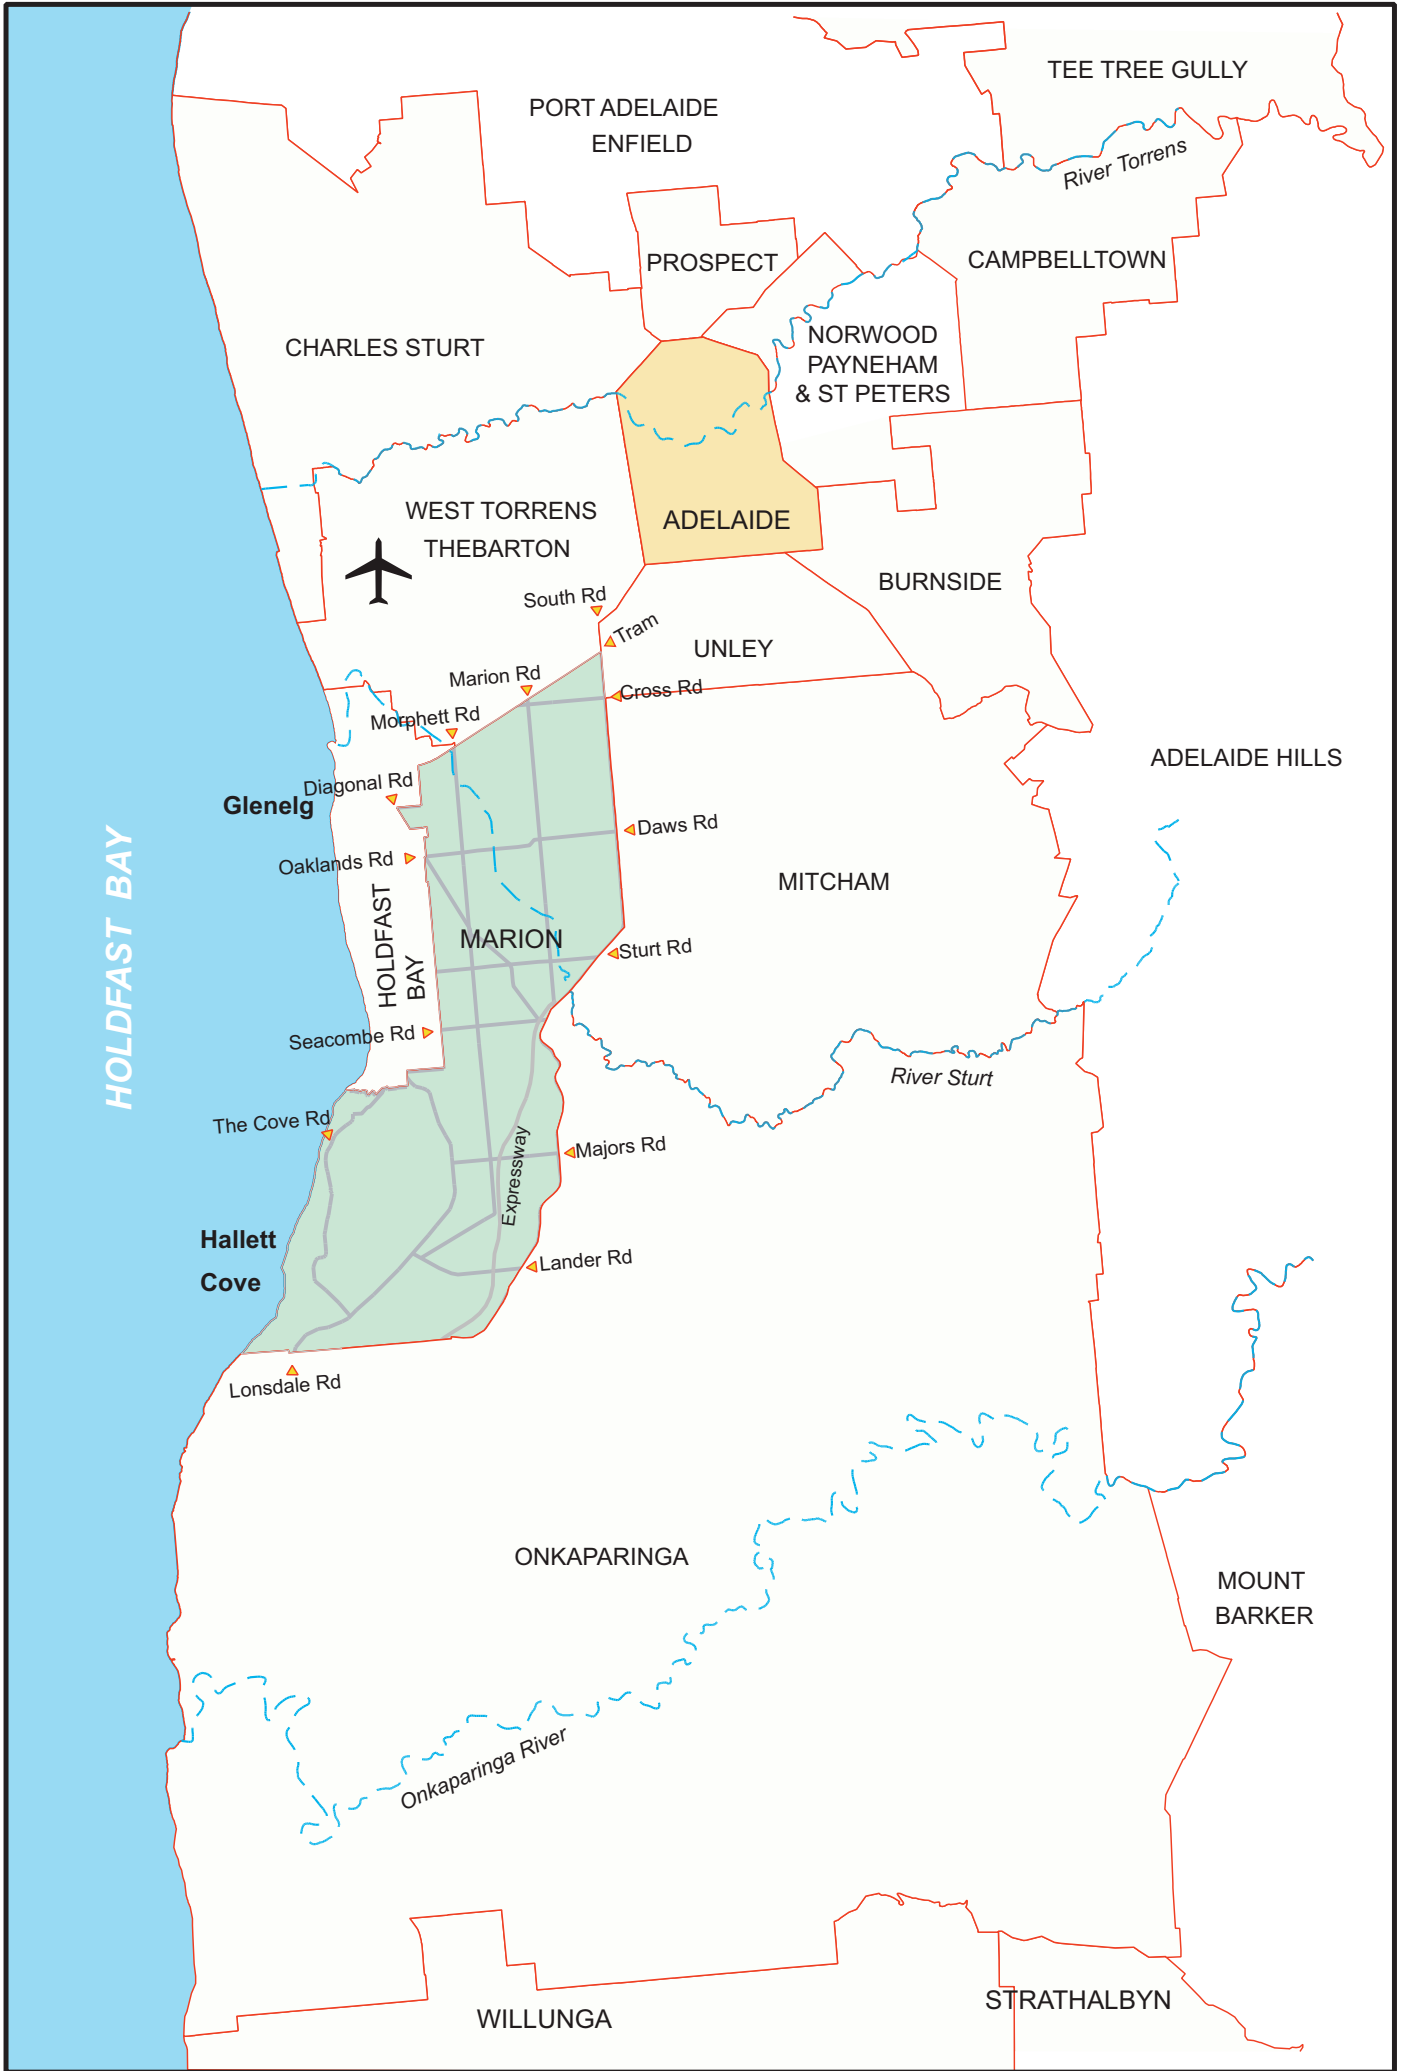 TEE TREE GULLY
PORT ADELAIDE
ENFIELD
River Torrens
PROSPECT
CAMPBELLTOWN
CHARLES STURT
NORWOOD
PAYNEHAM
& ST PETERS
WEST TORRENS
THEBARTON
ADELAIDE
BURNSIDE
South Rd
Tram
UNLEY
Marion Rd
Cross Rd
Morphett Rd
ADELAIDE HILLS
Diagonal Rd
Glenelg
Daws Rd
Oaklands Rd
HOLDFAST BAY
MITCHAM
HOLDFAST
BAY
MARION
Sturt Rd
Seacombe Rd
River Sturt
The Cove Rd
Majors Rd
Expressway
Hallett
Cove
Lander Rd
Lonsdale Rd
ONKAPARINGA
MOUNT
BARKER
Onkaparinga River
STRATHALBYN
WILLUNGA